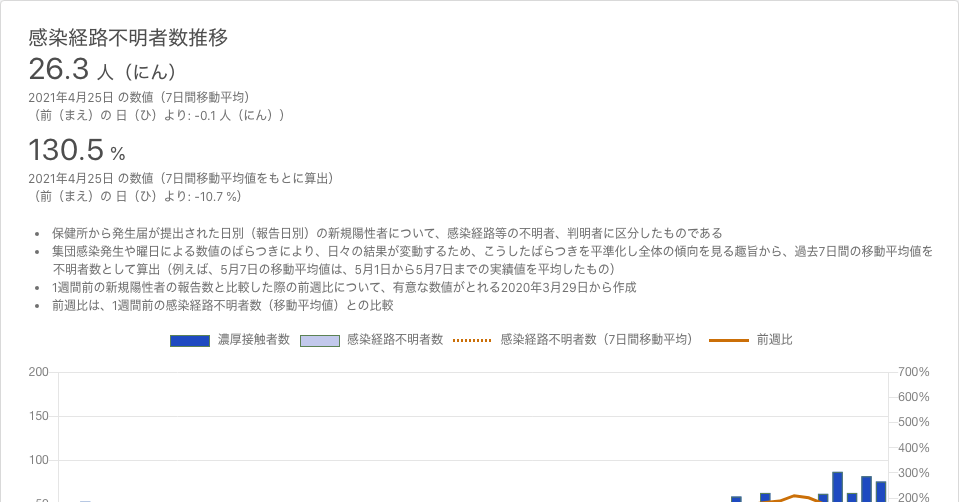 感染経路不明者数推移
26.3 人（にん）
2021年4月25日 の数値（7日間移動平均）
（前（まえ）の 日（ひ）より: -0.1 人（にん））
130.5 %
2021年4月25日 の数値（7日間移動平均値をもとに算出）
（前（まえ）の 日（ひ）より: -10.7 %）
• 保健所から発生届が提出された日別（報告日別）の新規陽性者について、感染経路等の不明者、判明者に区分したものである
• 集団感染発生や曜日による数値のばらつきにより、日々の結果が変動するため、こうしたばらつきを平準化し全体の傾向を見る趣旨から、過去7日間の移動平均値を
不明者数として算出（例えば、5月7日の移動平均値は、5月1日から5月7日までの実績値を平均したもの）
• 1週間前の新規陽性者の報告数と比較した際の前週比について、有意な数値がとれる2020年3月29日から作成
• 前週比は、1週間前の感染経路不明者数（移動平均値）との比較
濃厚接触者数 感染経路不明者数 感染経路不明者数（7日間移動平均） 前週比
200 700%
600%
150 500%
400%
100 300%
50 200%